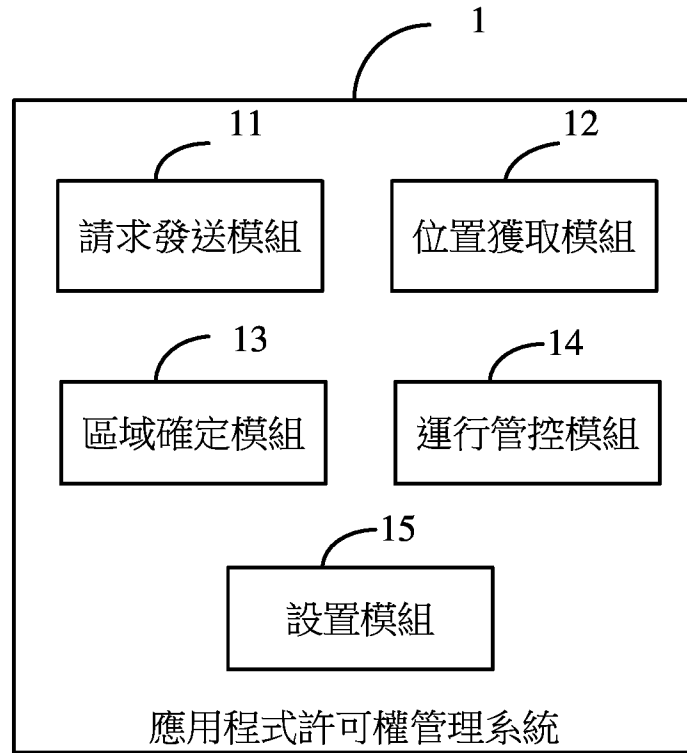 1
11
12
請求發送模組
位置獲取模組
13
14
區域確定模組
運行管控模組
15
設置模組
應用程式許可權管理系統